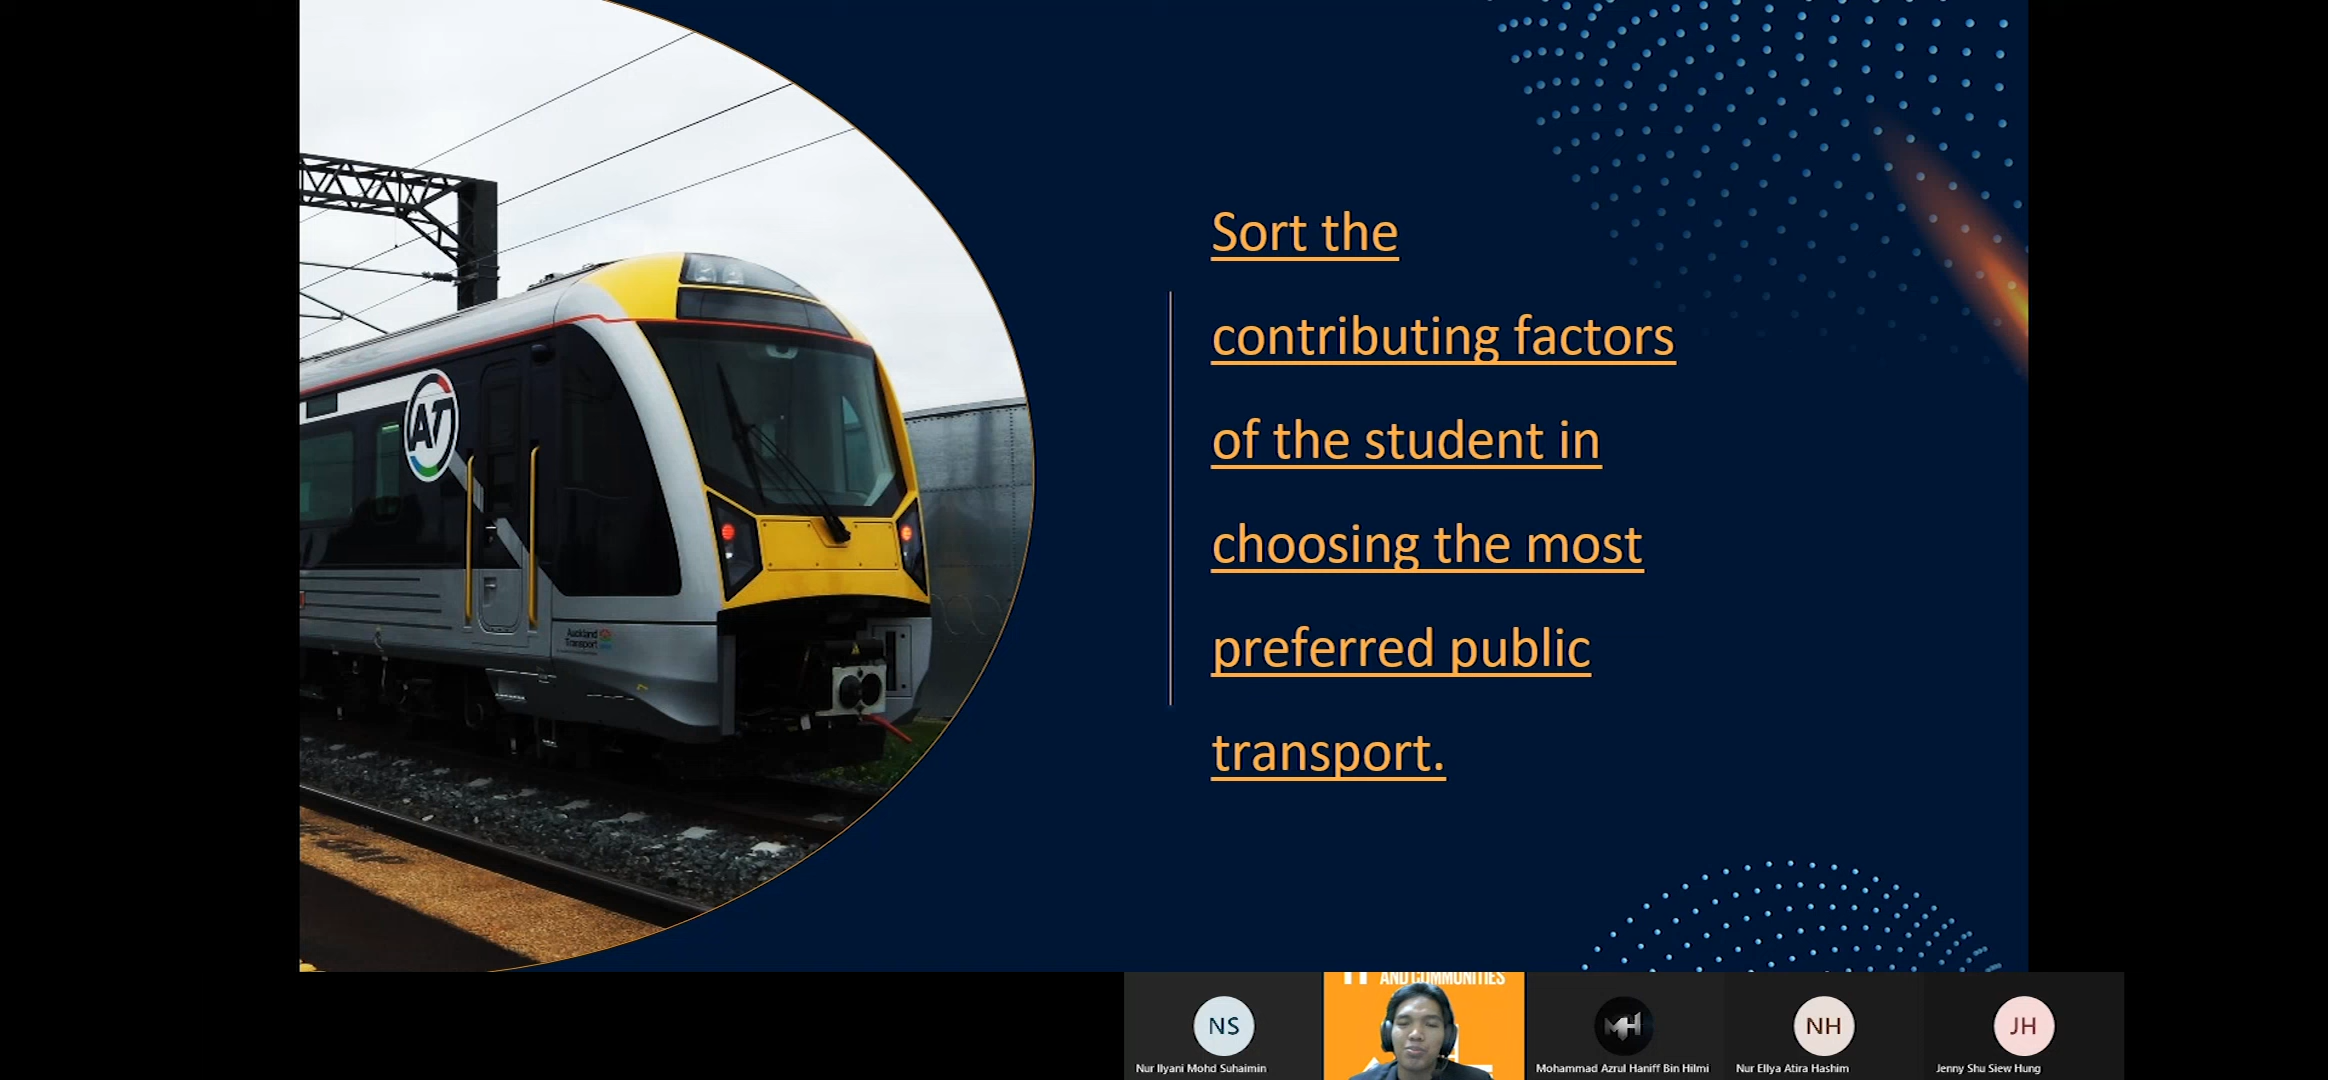 Sort the
contributing factors
of the student in
choosing the most
preferred public
transport.
AT
Auckland
Transport
GAP
AND COMMUNITIES
NS
Nur Ilyani Mohd Suhaimin
MH
Mohammad Azrul Haniff Bin Hilmi
NH
Nur Ellya Atira Hashim
JH
Jenny Shu Siew Hung